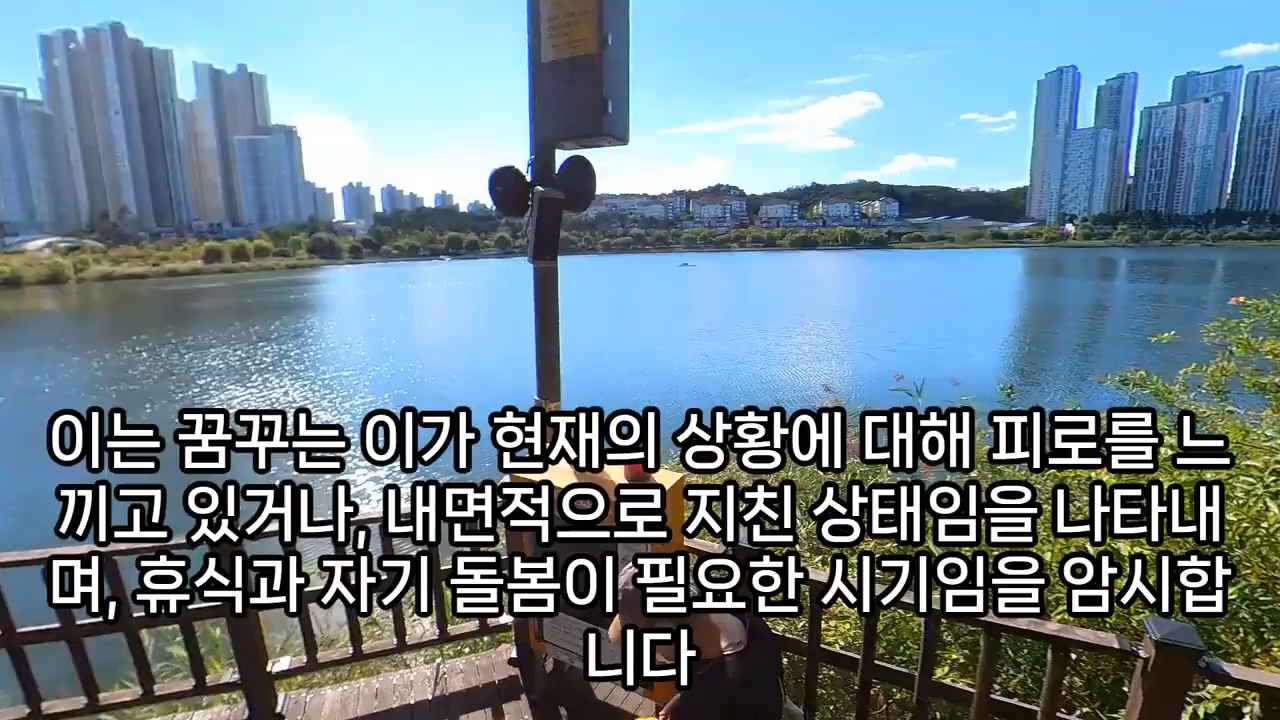 이는 꿈꾸는 이가 현재의 상황에 대해 피로를 느
끼고 있거나, 내면적으로 지친 상태임을 나타내
며, 휴식과 자기 돌봄이 필요한 시기임을 암시합
니다